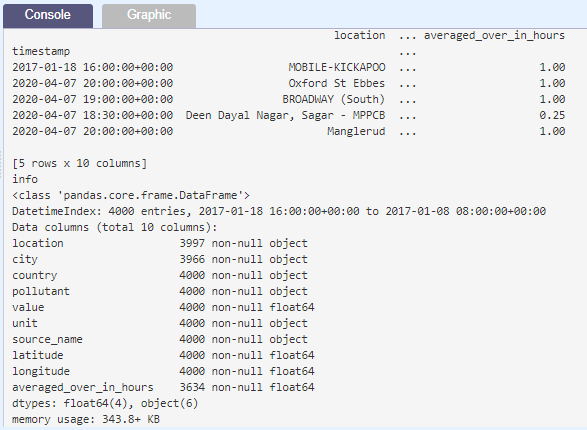 Console Graphic
location ... averaged_over_in_hours
timestamp ...
2017-01-18 16:00:00+00:00 MOBILE-KICKAPOO ... 1.00
2020-04-07 20:00:00+00:00 Oxford St Ebbes ... 1.00
2020-04-07 19:00:00+00:00 BROADWAY (South) ... 1.00
2020-04-07 18:30:00+00:00 Deen Dayal Nagar, Sagar - MPPCB ... 0.25
2020-04-07 20:00:00+00:00 Manglerud ... 1.00
[5 rows x 10 columns]
info
<class 'pandas.core.frame.DataFrame'>
DatetimeIndex: 4000 entries, 2017-01-18 16:00:00+00:00 to 2017-01-08 08:00:00+00:00
Data columns (total 10 columns):
location 3997 non-null object
city 3966 non-null object
country 4000 non-null object
pollutant 4000 non-null object
value 4000 non-null float64
unit 4000 non-null object
source_name 4000 non-null object
latitude 4000 non-null float64
longitude 4000 non-null float64
averaged_over_in_hours 3634 non-null float64
dtypes: float64(4), object(6)
memory usage: 343.8+ KB